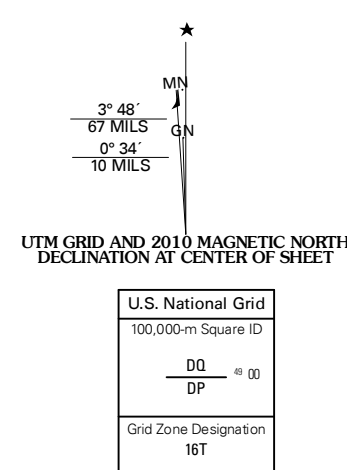 ★
MN
3° 48´
67 MILS
GN
0° 34´
10 MILS
UTM GRID AND 2010 MAGNETIC NORTH
DECLINATION AT CENTER OF SHEET
U.S. National Grid
100,000-m Square ID
DQ
49 00
DP
Grid Zone Designation
16T